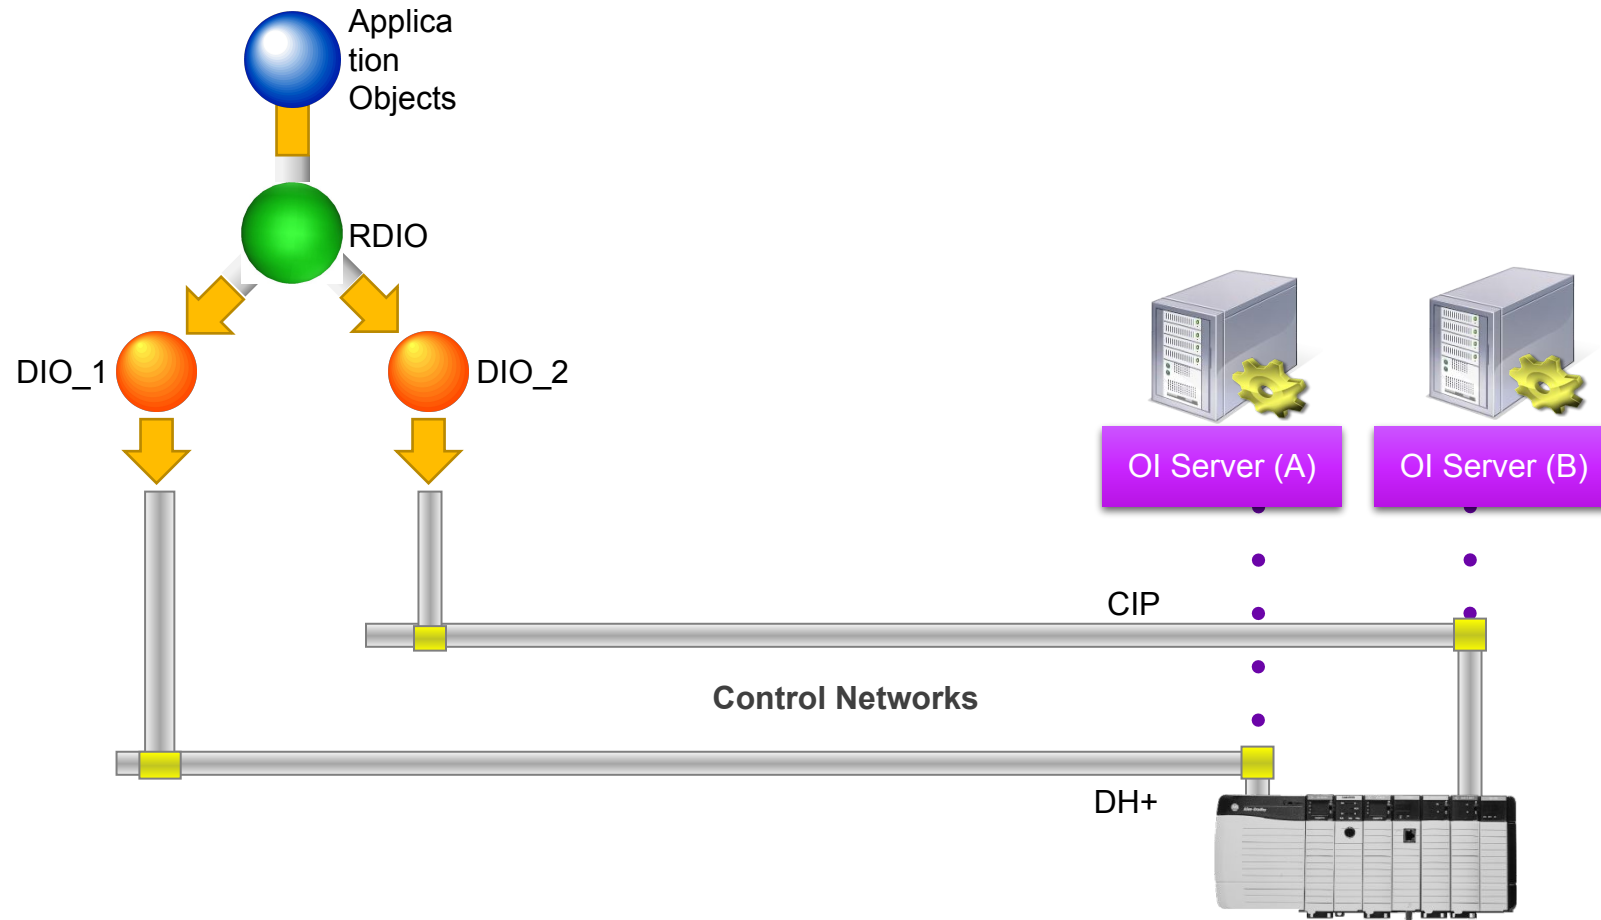 Applica
tion
Objects
RDIO
DIO_1
DIO_2
OI Server (A)
OI Server (B)
CIP
Control Networks
DH+